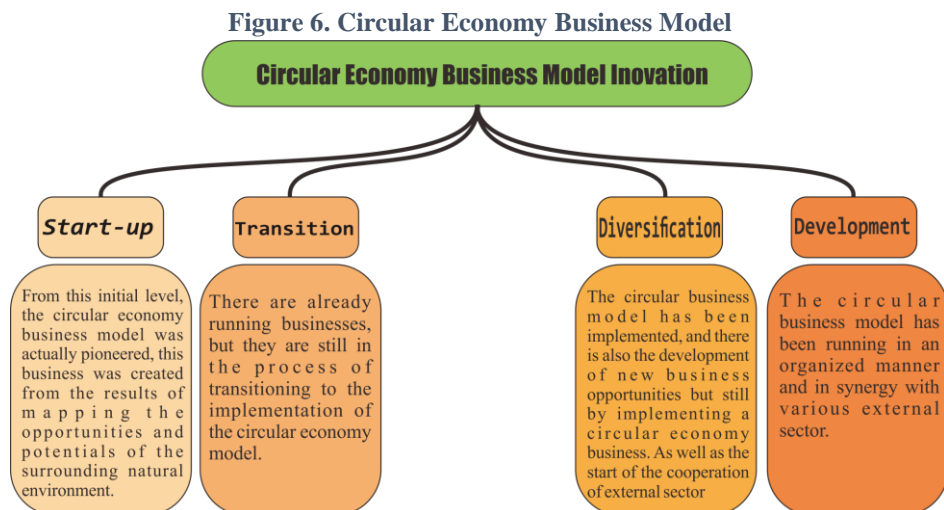 Figure 6. Circular Economy Business Model
Circular Economy Business Model Inovation
Start-up
From this initial level,
the circular economy
business model was
actually pioneered, this
business was created
from the results of
mapping the
opportunities and
potentials of the
surrounding natural
environment.
Transition
There are already
running businesses,
but they are still in
the process of
transitioning to the
implementation of
the circular economy
model.
Diversification
The circular business
model has been
implemented, and there
is also the development
of new business
opportunities but still
by implementing a
circular economy
business. As well as the
start of the cooperation
of external sector
Development
The circular
business model has
been running in an
organized manner
and in synergy with
various external
sector.